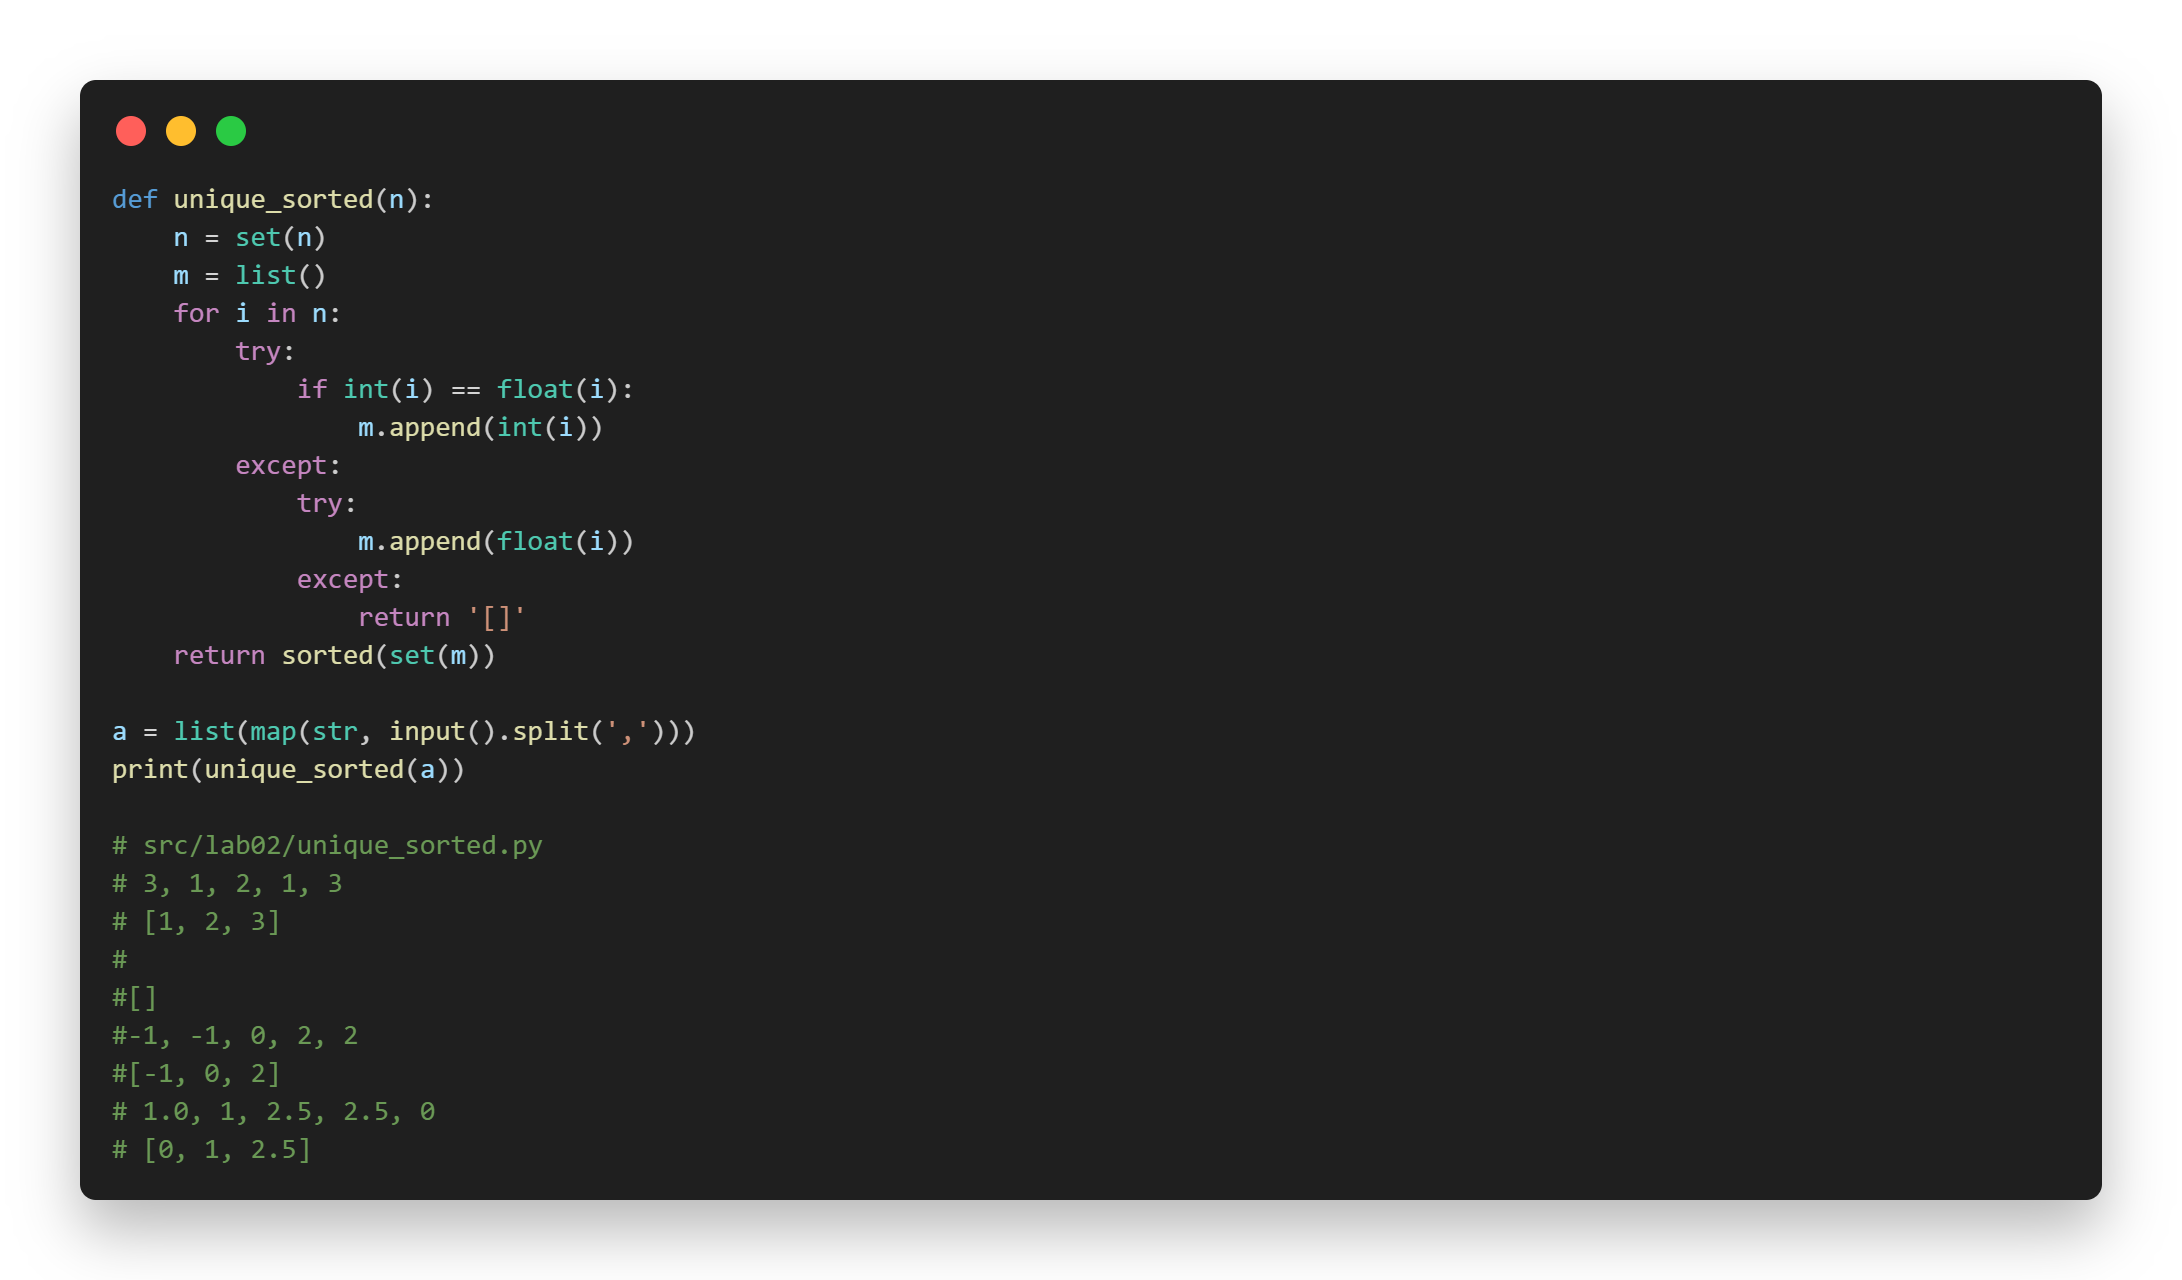 def unique_sorted(n):
    n = set(n)
    m = list()
    for i in n:
        try:
            if int(i) == float(i):
                m.append(int(i))
        except:
            try:
                m.append(float(i))
            except:
                return '[]'
    return sorted(set(m))

a = list(map(str, input().split(',')))
print(unique_sorted(a))

# src/lab02/unique_sorted.py
# 3, 1, 2, 1, 3
# [1, 2, 3]
#
#[]
#-1, -1, 0, 2, 2
#[-1, 0, 2]
# 1.0, 1, 2.5, 2.5, 0
# [0, 1, 2.5]